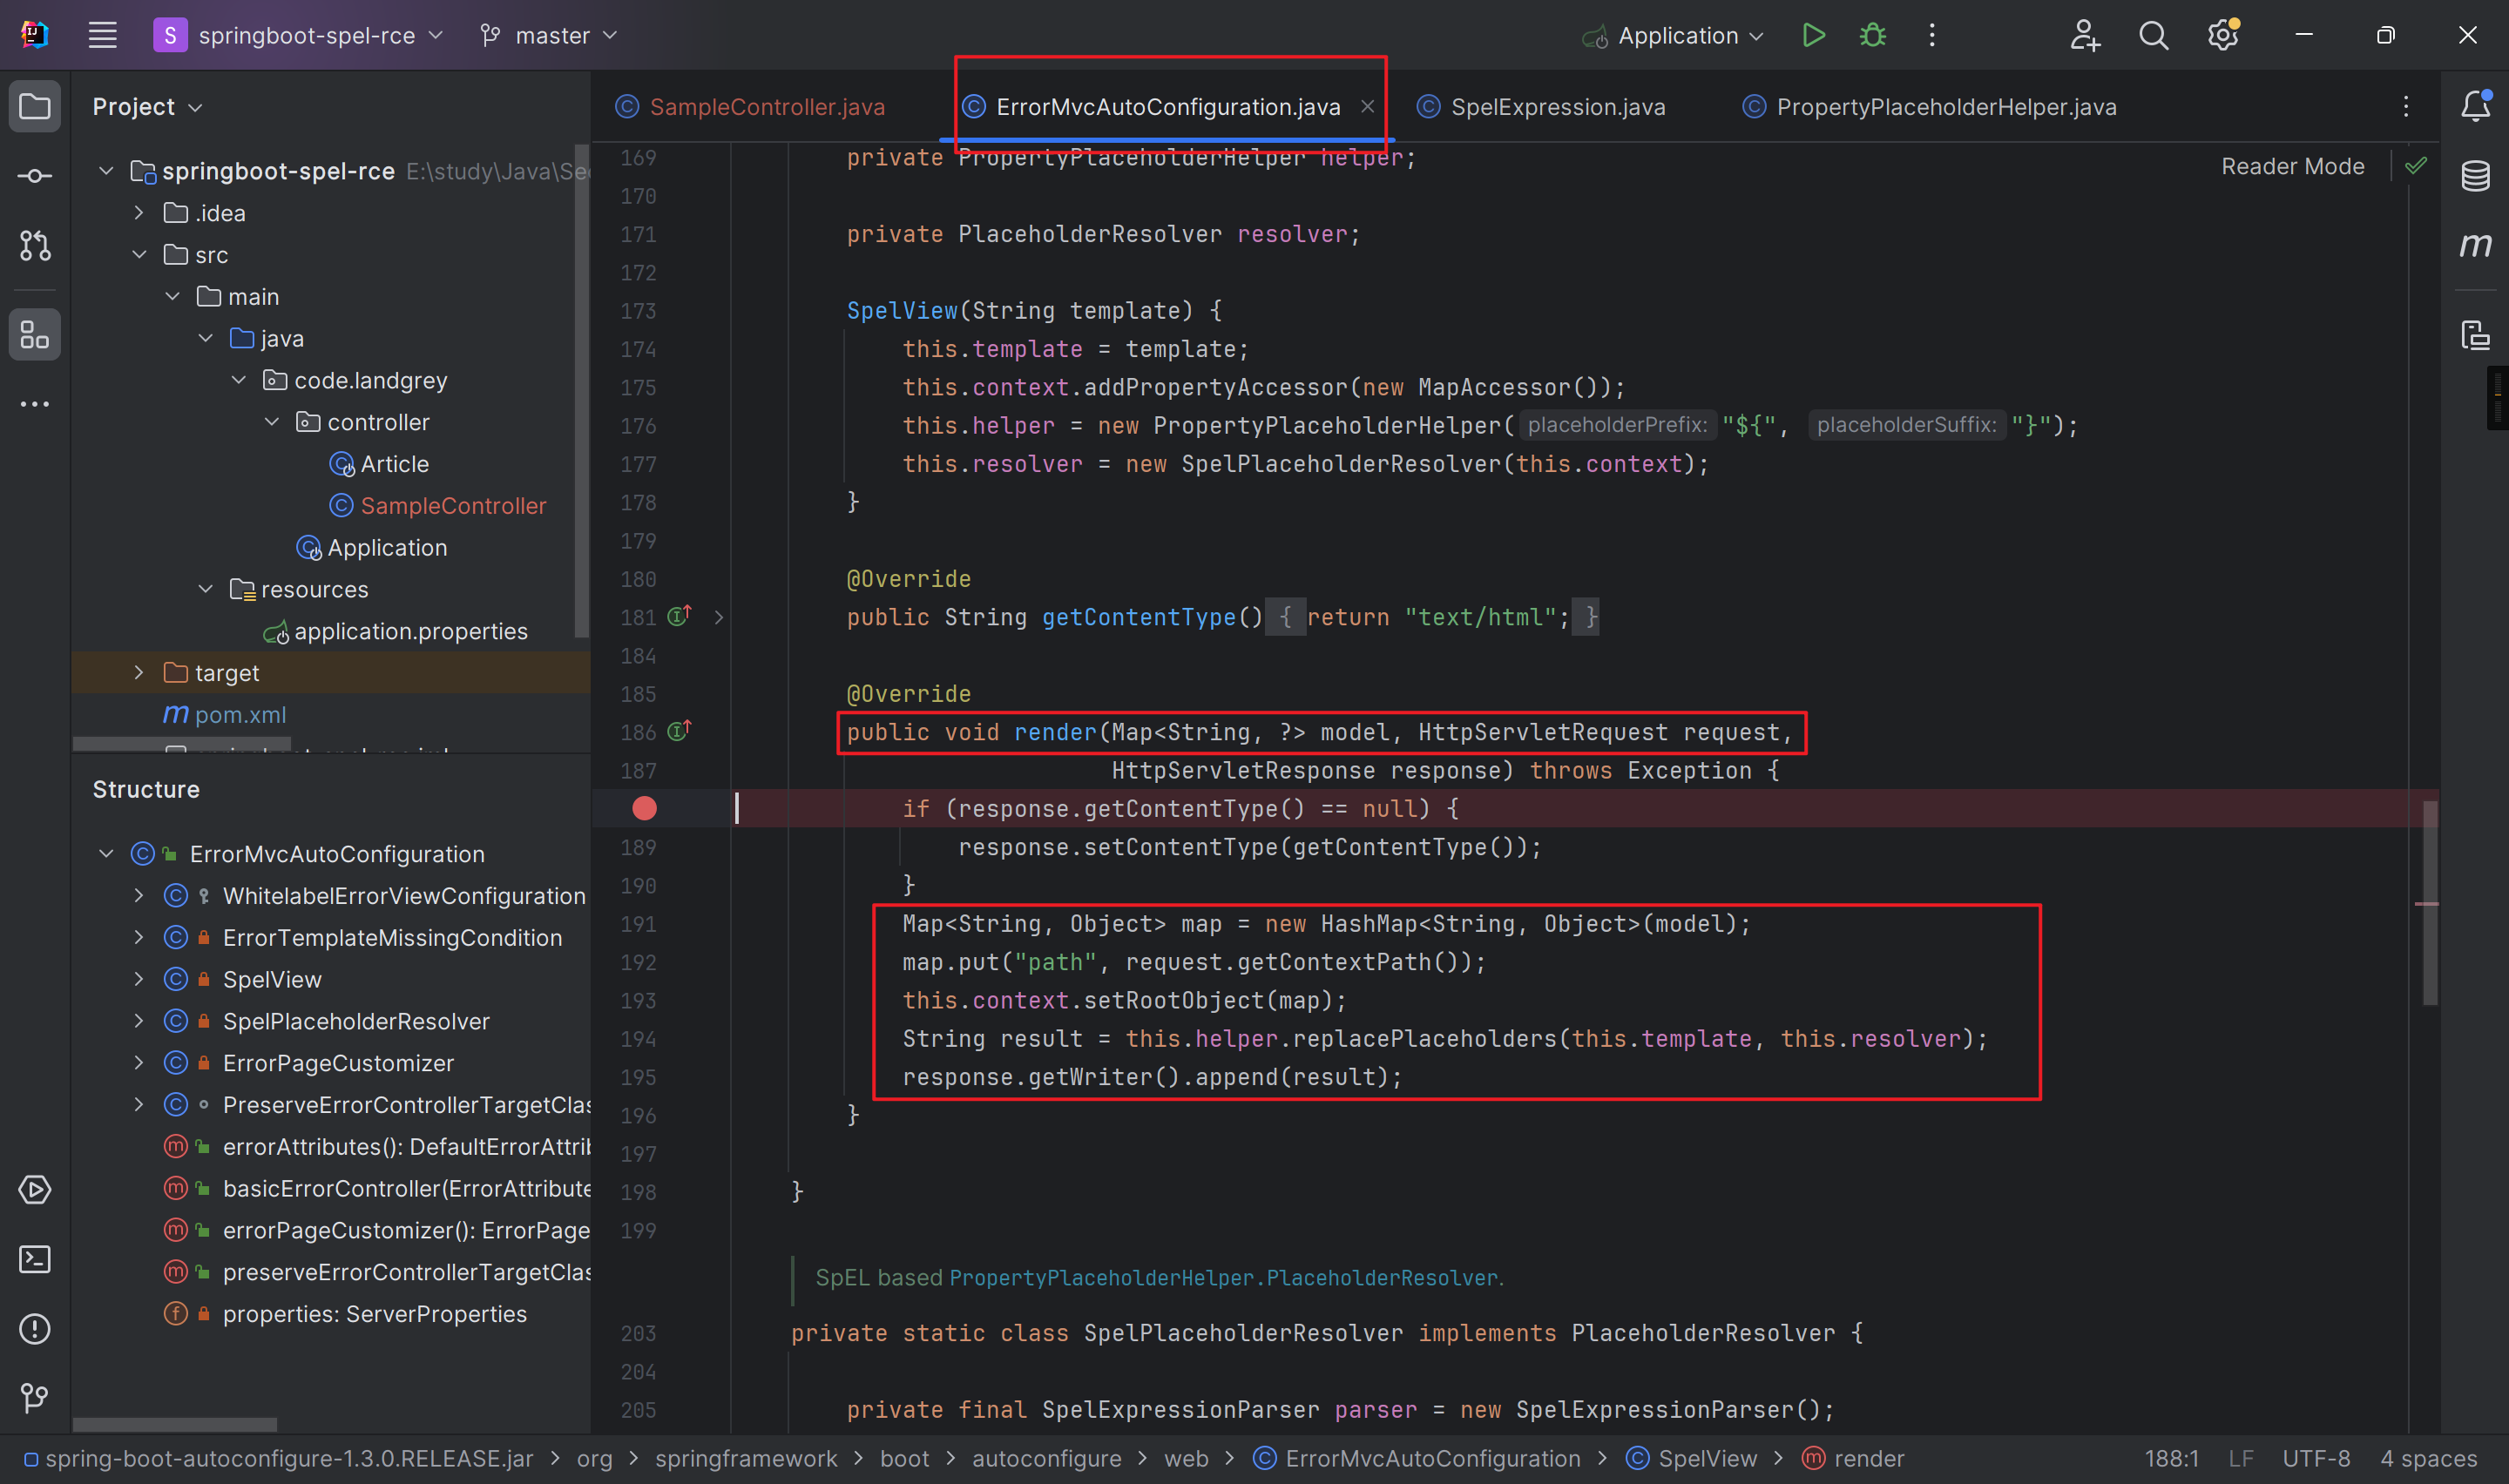 S springboot-spel-rce master Application
Project
springboot-spel-rce E:\study\Java\Sec
.idea
src
main
java
code.landgrey
controller
Article
SampleController
Application
resources
application.properties
target
m pom.xml
Structure
ErrorMvcAutoConfiguration
WhitelabelErrorViewConfiguration
ErrorTemplateMissingCondition
SpelView
SpelPlaceholderResolver
ErrorPageCustomizer
PreserveErrorControllerTargetClas
errorAttributes(): DefaultErrorAttrib
basicErrorController(ErrorAttribute
errorPageCustomizer(): ErrorPage
preserveErrorControllerTargetClas
properties: ServerProperties
SampleController.java ErrorMvcAutoConfiguration.java SpelExpression.java PropertyPlaceholderHelper.java
Reader Mode
169 private PropertyPlaceholderHelper helper;
170
171 private PlaceholderResolver resolver;
172
173 SpelView(String template) {
174 this.template = template;
175 this.context.addPropertyAccessor(new MapAccessor());
176 this.helper = new PropertyPlaceholderHelper( placeholderPrefix: "${", placeholderSuffix: "}");
177 this.resolver = new SpelPlaceholderResolver(this.context);
178 }
179
180 @Override
181 public String getContentType() { return "text/html"; }
184
185 @Override
186 public void render(Map<String, ?> model, HttpServletRequest request,
187 HttpServletResponse response) throws Exception {
if (response.getContentType() == null) {
189 response.setContentType(getContentType());
190 }
191 Map<String, Object> map = new HashMap<String, Object>(model);
192 map.put("path", request.getContextPath());
193 this.context.setRootObject(map);
194 String result = this.helper.replacePlaceholders(this.template, this.resolver);
195 response.getWriter().append(result);
196 }
197
198 }
199
SpEL based PropertyPlaceholderHelper.PlaceholderResolver.
203 private static class SpelPlaceholderResolver implements PlaceholderResolver {
204
205 private final SpelExpressionParser parser = new SpelExpressionParser();
spring-boot-autoconfigure-1.3.0.RELEASE.jar > org > springframework > boot > autoconfigure > web > ErrorMvcAutoConfiguration > SpelView > render 188:1 LF UTF-8 4 spaces